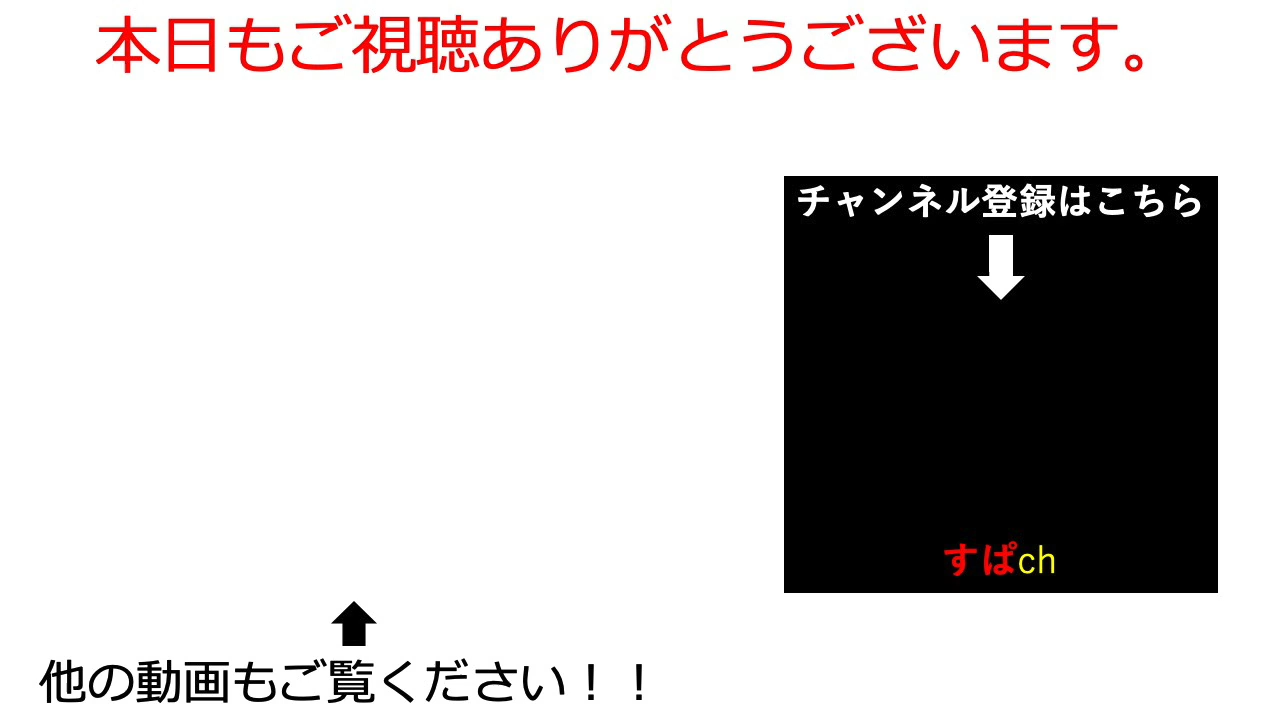 本日もご視聴ありがとうございます。
チャンネル登録はこちら
すぱch
他の動画もご覧ください！！